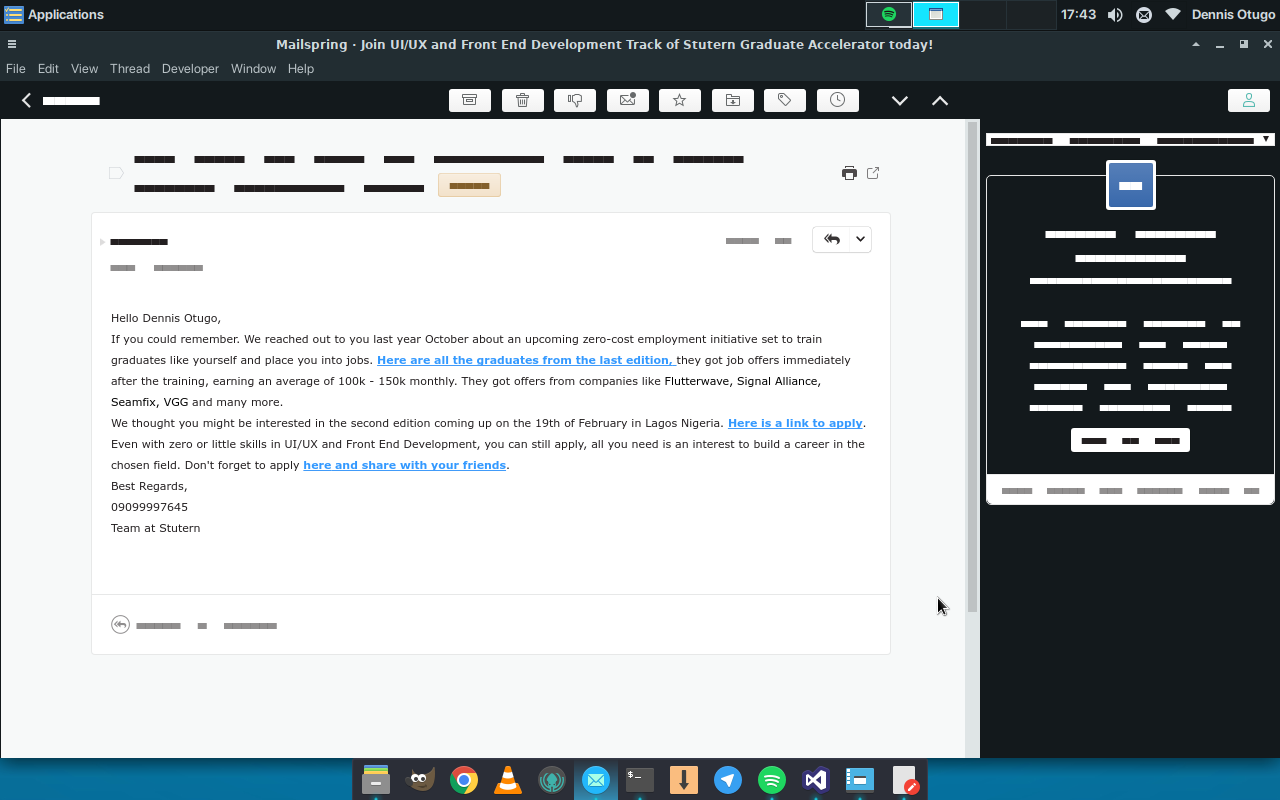 Applications
17:43
Dennis Otugo
Mailspring · Join UI/UX and Front End Development Track of Stutern Graduate Accelerator today!
File Edit View Thread Developer Window Help
Hello Dennis Otugo,
If you could remember. We reached out to you last year October about an upcoming zero-cost employment initiative set to train
graduates like yourself and place you into jobs. Here are all the graduates from the last edition, they got job offers immediately
after the training, earning an average of 100k - 150k monthly. They got offers from companies like Flutterwave, Signal Alliance,
Seamfix, VGG and many more.
We thought you might be interested in the second edition coming up on the 19th of February in Lagos Nigeria. Here is a link to apply.
Even with zero or little skills in UI/UX and Front End Development, you can still apply, all you need is an interest to build a career in the
chosen field. Don't forget to apply here and share with your friends.
Best Regards,
09099997645
Team at Stutern